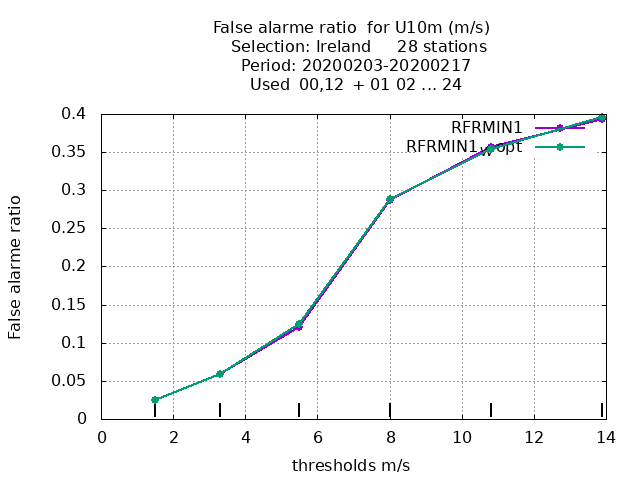 False alarme ratio  for U10m (m/s)
Selection: Ireland     28 stations
Period: 20200203-20200217
Used  00,12  + 01 02 ... 24
RFRMIN1
RFRMIN1_vopt
0.4
0.35
0.3
0.25
0.2
0.15
0.1
0.05
0
False alarme ratio
0 2 4 6 8 10 12 14
thresholds m/s